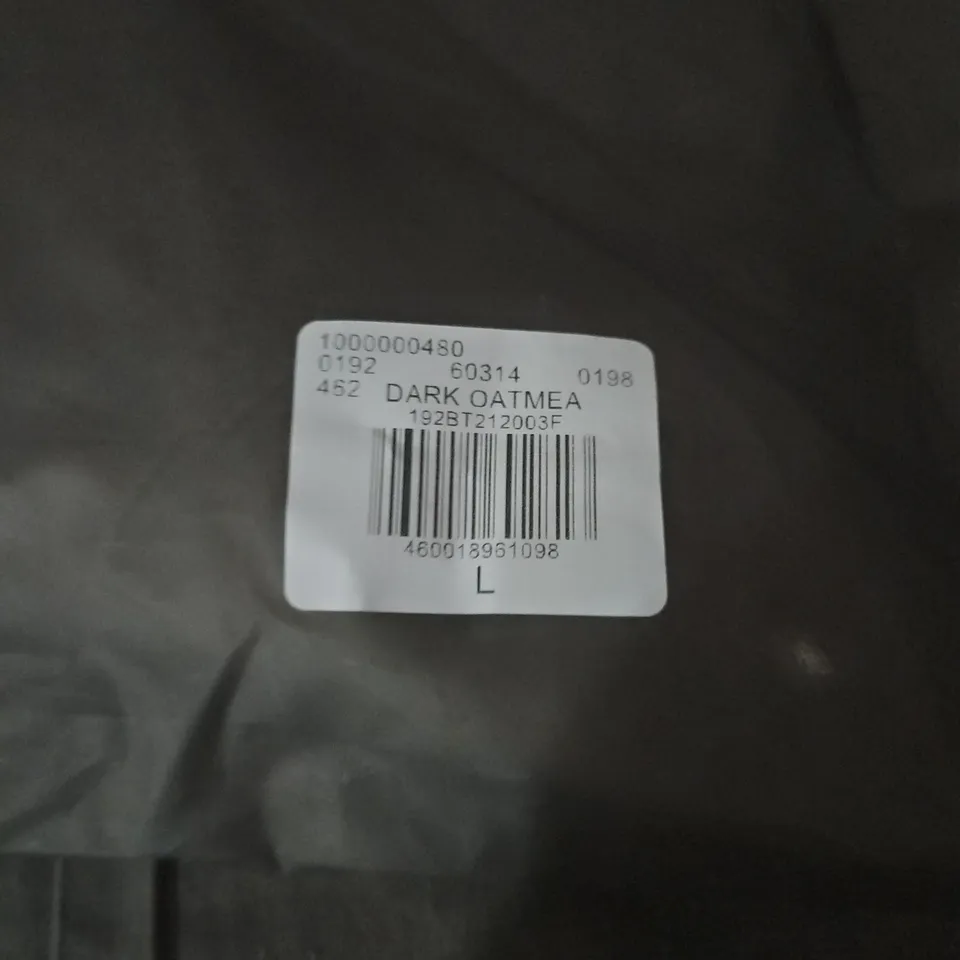 1000000480
0192 60314 0198
462 DARK OATMEA
192BT212003F
460018961098
L